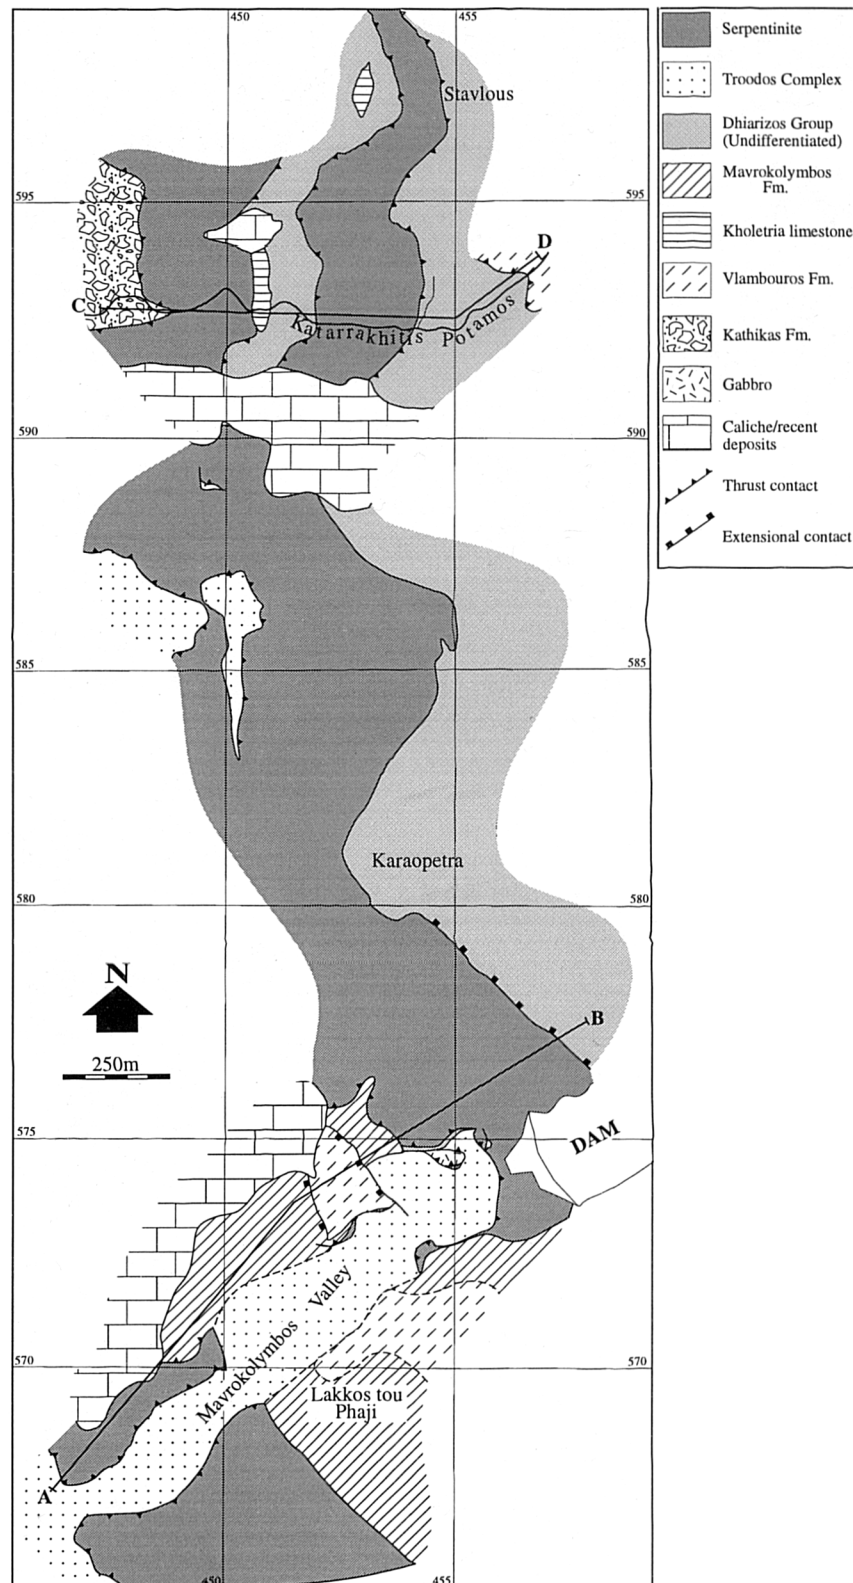 450
455
Stavlous
595
595
D
C
Katarrakhitis Potamos
590
590
585
585
Karaopetra
580
580
N
250m
B
575
575
DAM
Mavrokolymbos Valley
570
570
Lakkos tou
Phaji
A
450
455
Serpentinite
Troodos Complex
Dhiarizos Group
(Undifferentiated)
Mavrokolymbos
Fm.
Kholetria limestone
Vlambouros Fm.
Kathikas Fm.
Gabbro
Caliche/recent
deposits
Thrust contact
Extensional contact